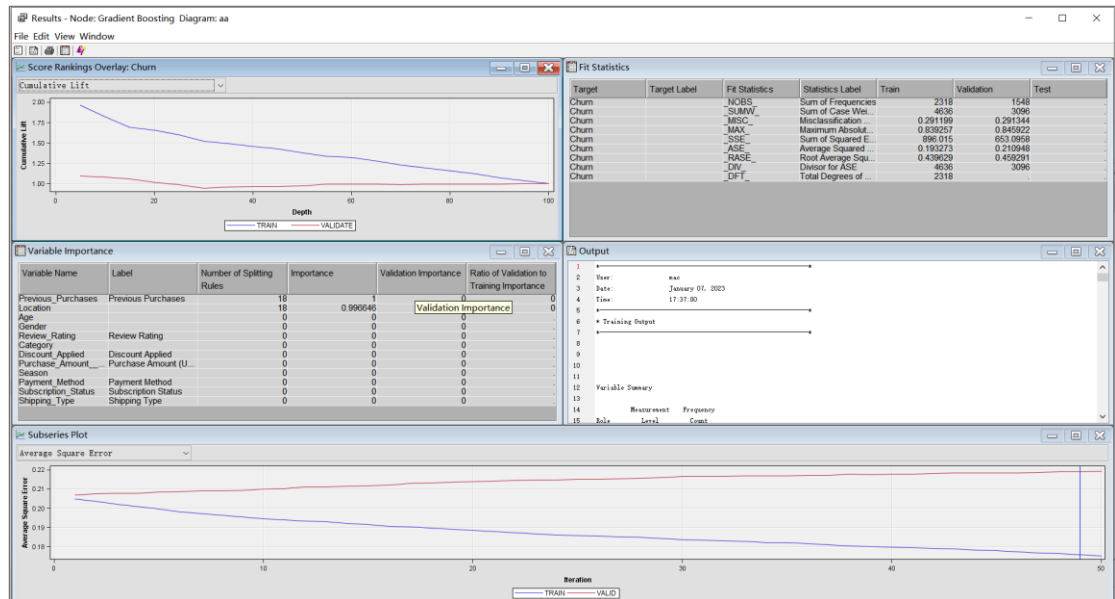 Results - Node: Gradient Boosting Diagram: aa
File Edit View Window
Score Rankings Overlay: Churn
Cumulative Lift
Cumulative Lift
2.00
1.75
1.50
1.25
1.00
0 20 40 60 80 100
Depth
TRAIN VALIDATE
Fit Statistics
Target Target Label Fit Statistics Statistics Label Train Validation Test
Churn _NOBS_ Sum of Frequencies 2318 1548 .
Churn _SUMW_ Sum of Case Wei... 4636 3096 .
Churn _MISC_ Misclassification ... 0.291199 0.291344 .
Churn _MAX_ Maximum Absolut... 0.839257 0.845922 .
Churn _SSE_ Sum of Squared E... 896.015 653.0958 .
Churn _ASE_ Average Squared ... 0.193273 0.210948 .
Churn _RASE_ Root Average Squ... 0.439629 0.459291 .
Churn _DIV_ Divisor for ASE 4636 3096 .
Churn _DFT_ Total Degrees of ... 2318 . .
Variable Importance
Variable Name Label Number of Splitting Rules Importance Validation Importance Ratio of Validation to Training Importance
Previous_Purchases Previous Purchases 18 1 0 0
Location 18 0.996646 0
Validation Importance
Age 0 0 0 .
Gender 0 0 0 .
Review_Rating Review Rating 0 0 0 .
Category 0 0 0 .
Discount_Applied Discount Applied 0 0 0 .
Purchase_Amount__... Purchase Amount (U... 0 0 0 .
Season 0 0 0 .
Payment_Method Payment Method 0 0 0 .
Subscription_Status Subscription Status 0 0 0 .
Shipping_Type Shipping Type 0 0 0 .
Output
1 *------------------------------------------------------------*
2 User: mac
3 Date: January 07, 2023
4 Time: 17:37:00
5 *------------------------------------------------------------*
6 * Training Output
7 *------------------------------------------------------------*
8
9
10
11
12 Variable Summary
13
14 Measurement Frequency
15 Role Level Count
Subseries Plot
Average Square Error
Average Square Error
0.22
0.21
0.20
0.19
0.18
0 10 20 30 40 50
Iteration
TRAIN VALID